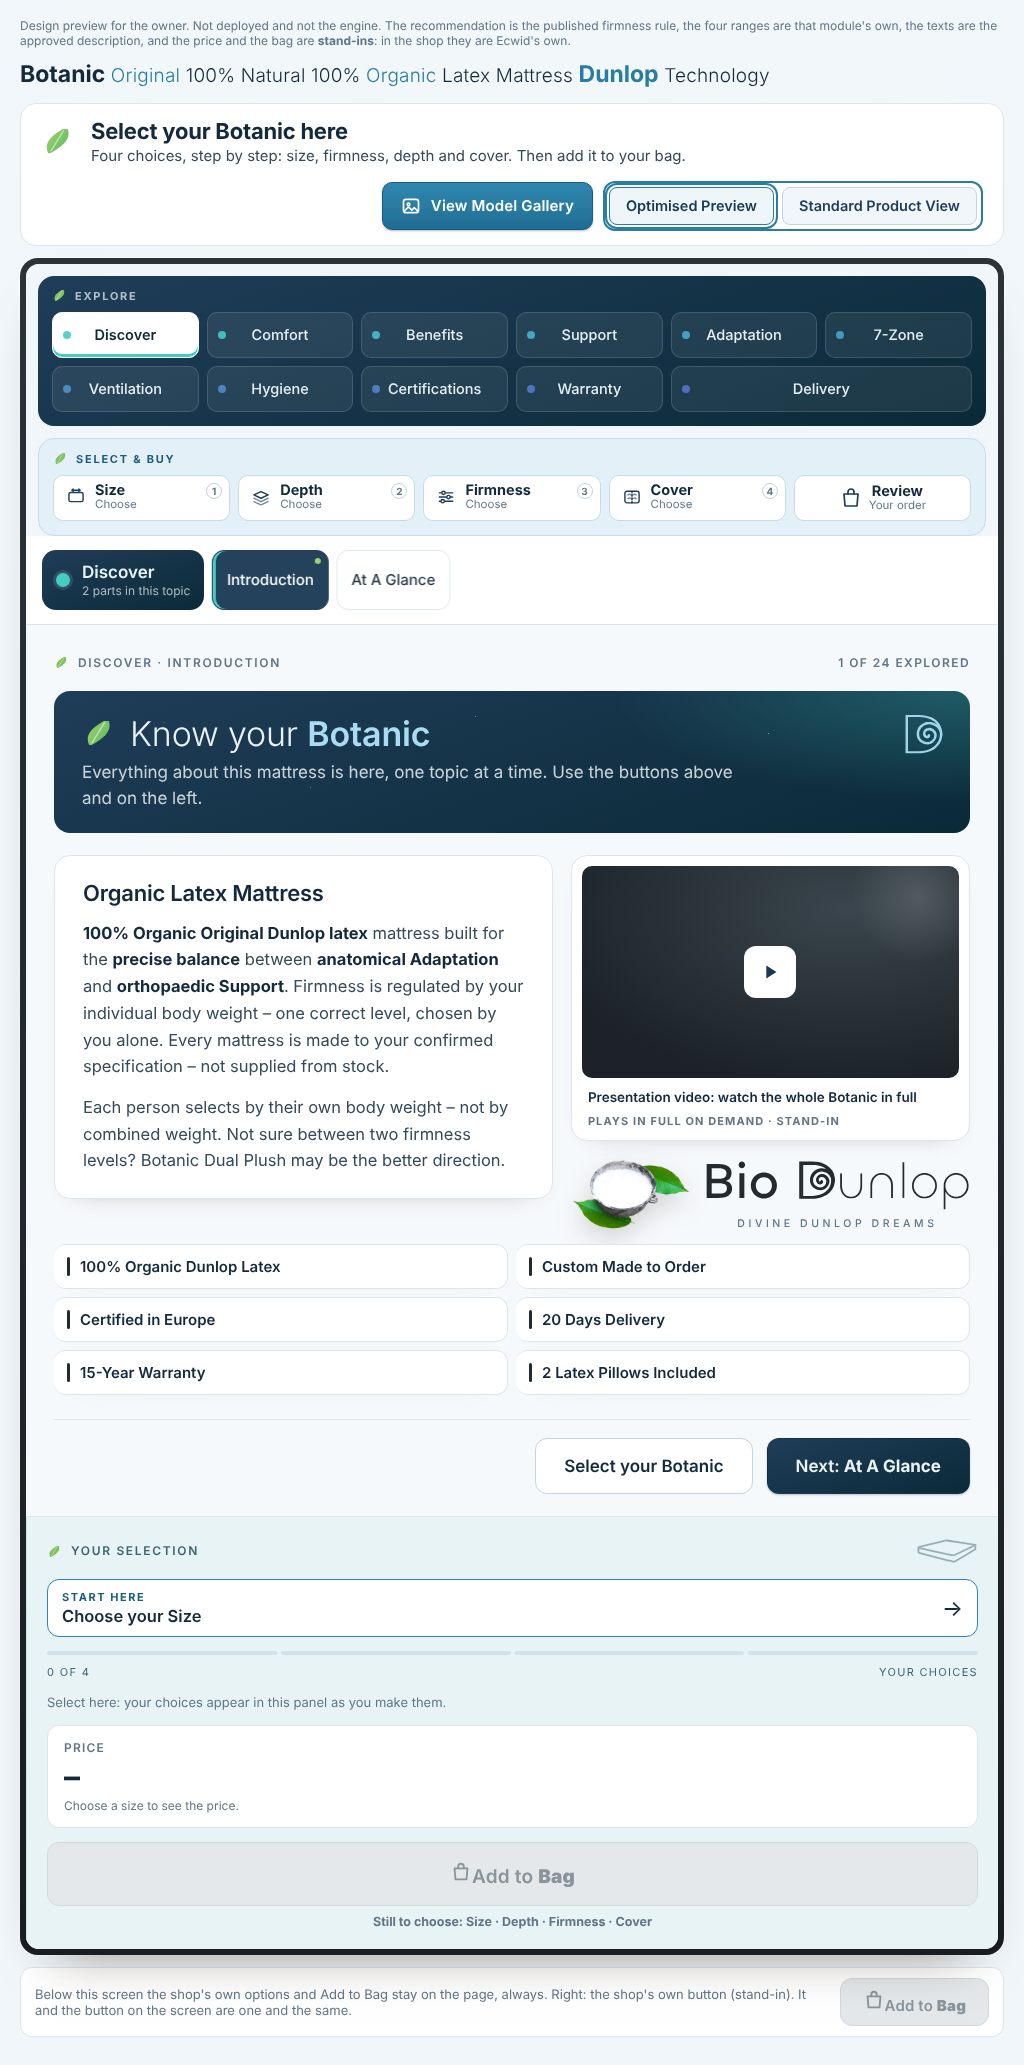 Design preview for the owner. Not deployed and not the engine. The recommendation is the published firmness rule, the four ranges are that module's own, the texts are the
approved description, and the price and the bag are stand-ins: in the shop they are Ecwid's own.
Botanic Original 100% Natural 100% Organic Latex Mattress Dunlop Technology
Select your Botanic here
Four choices, step by step: size, firmness, depth and cover. Then add it to your bag.
View Model Gallery
Optimised Preview
Standard Product View
EXPLORE
Discover
Comfort
Benefits
Support
Adaptation
7-Zone
Ventilation
Hygiene
Certifications
Warranty
Delivery
SELECT & BUY
Size
Choose
1
Depth
Choose
2
Firmness
Choose
3
Cover
Choose
4
Review
Your order
Discover
2 parts in this topic
Introduction
At A Glance
DISCOVER · INTRODUCTION
1 OF 24 EXPLORED
Know your Botanic
Everything about this mattress is here, one topic at a time. Use the buttons above
and on the left.
Organic Latex Mattress
100% Organic Original Dunlop latex mattress built for
the precise balance between anatomical Adaptation
and orthopaedic Support. Firmness is regulated by your
individual body weight – one correct level, chosen by
you alone. Every mattress is made to your confirmed
specification – not supplied from stock.
Each person selects by their own body weight – not by
combined weight. Not sure between two firmness
levels? Botanic Dual Plush may be the better direction.
Presentation video: watch the whole Botanic in full
PLAYS IN FULL ON DEMAND · STAND-IN
Bio Dunlop
DIVINE DUNLOP DREAMS
100% Organic Dunlop Latex
Custom Made to Order
Certified in Europe
20 Days Delivery
15-Year Warranty
2 Latex Pillows Included
Select your Botanic
Next: At A Glance
YOUR SELECTION
START HERE
Choose your Size
0 OF 4
YOUR CHOICES
Select here: your choices appear in this panel as you make them.
PRICE
–
Choose a size to see the price.
Add to Bag
Still to choose: Size · Depth · Firmness · Cover
Below this screen the shop's own options and Add to Bag stay on the page, always. Right: the shop's own button (stand-in). It
and the button on the screen are one and the same.
Add to Bag